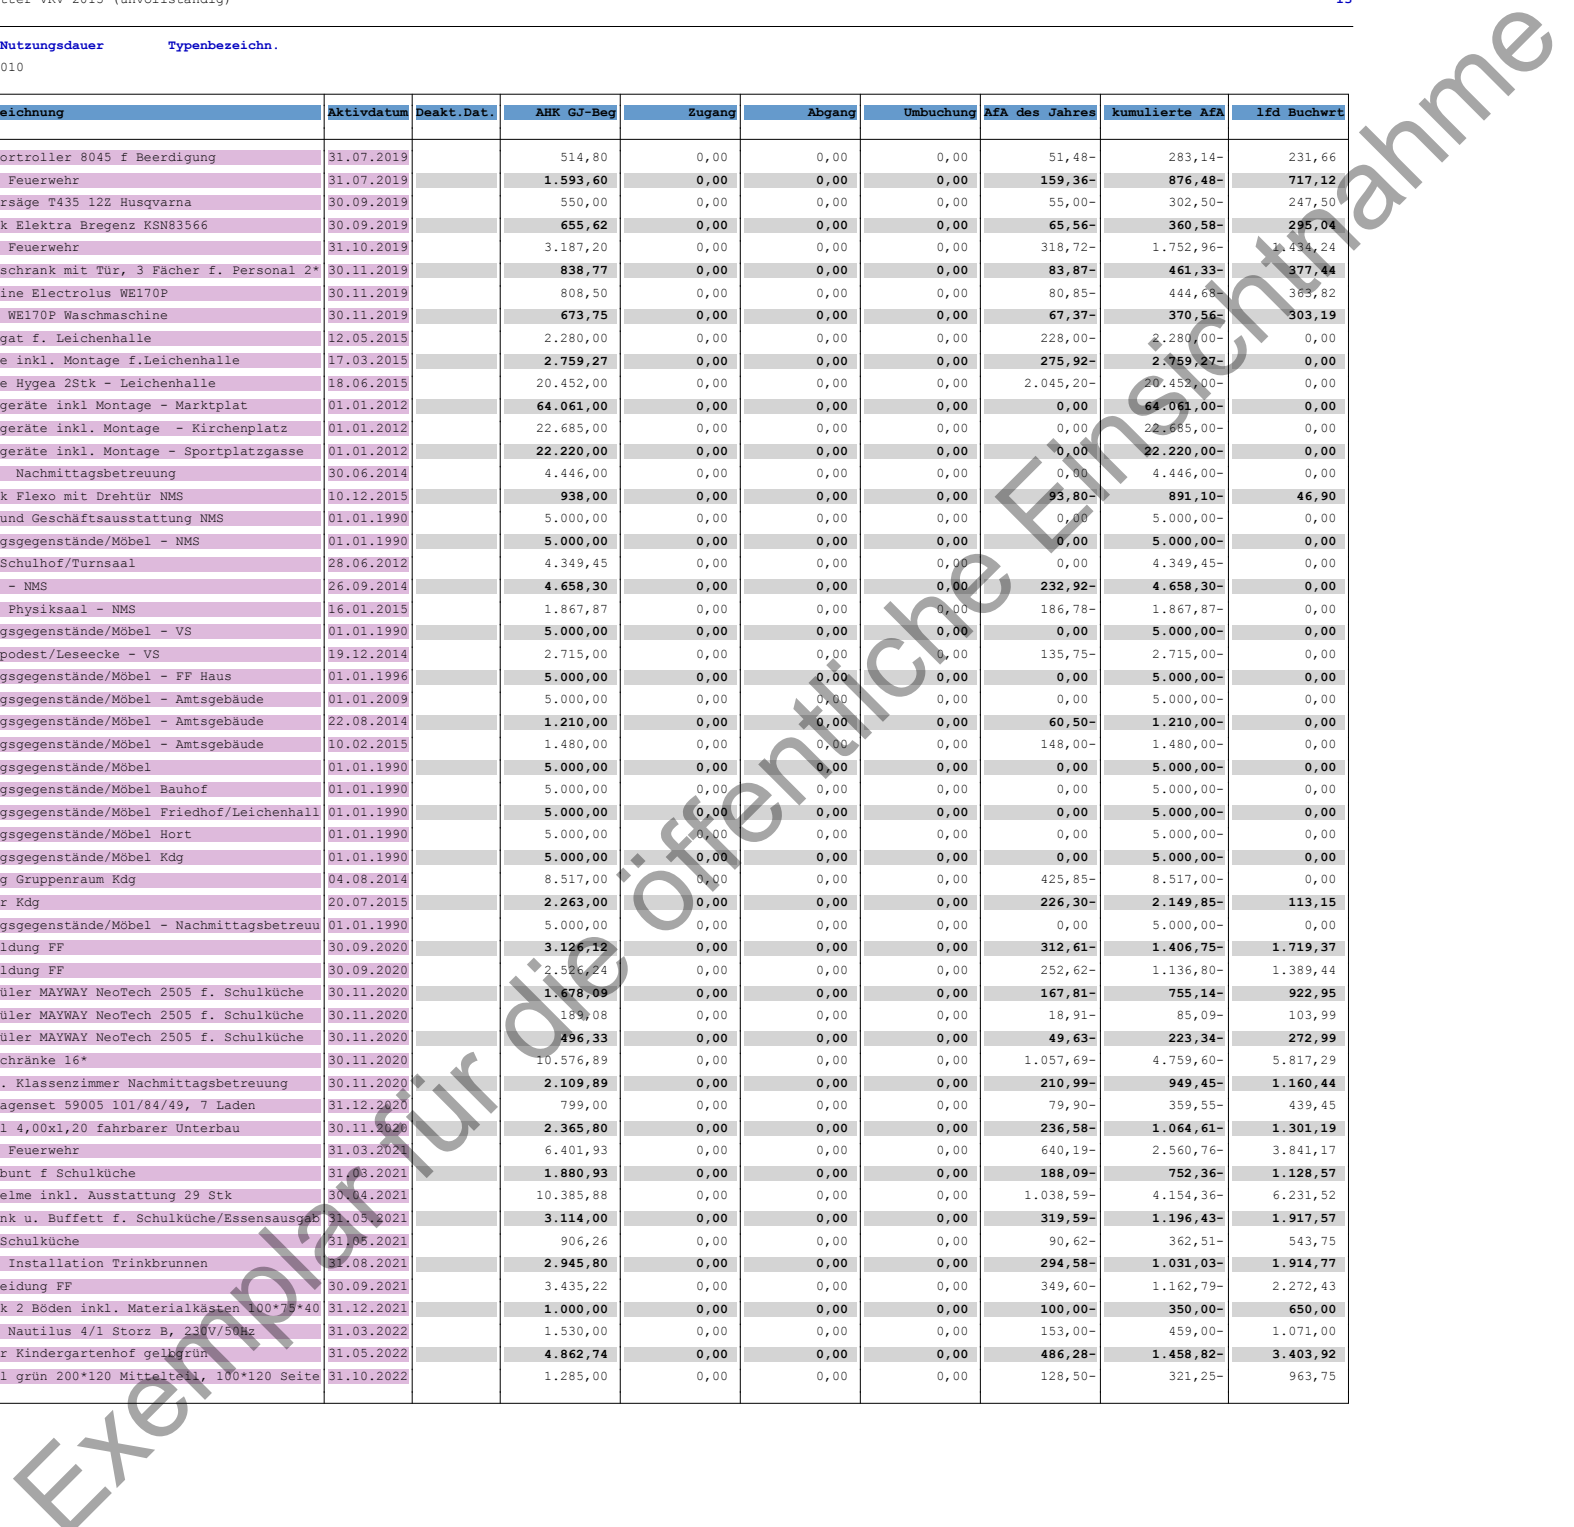 (unvollständig)
Nutzungsdauer Typenbezeichn.
010
eichnung Aktivdatum Deakt.Dat. AHK GJ-Beg Zugang Abgang Umbuchung AfA des Jahres kumulierte AfA lfd Buchwrt
ortroller 8045 f Beerdigung 31.07.2019 514,80 0,00 0,00 0,00 51,48- 283,14- 231,66
Feuerwehr 31.07.2019 1.593,60 0,00 0,00 0,00 159,36- 876,48- 717,12
rsäge T435 12Z Husqvarna 30.09.2019 550,00 0,00 0,00 0,00 55,00- 302,50- 247,50
k Elektra Bregenz KSN83566 30.09.2019 655,62 0,00 0,00 0,00 65,56- 360,58- 295,04
Feuerwehr 31.10.2019 3.187,20 0,00 0,00 0,00 318,72- 1.752,96- 1.434,24
schrank mit Tür, 3 Fächer f. Personal 2* 30.11.2019 838,77 0,00 0,00 0,00 83,87- 461,33- 377,44
ine Electrolus WE170P 30.11.2019 808,50 0,00 0,00 0,00 80,85- 444,68- 363,82
WE170P Waschmaschine 30.11.2019 673,75 0,00 0,00 0,00 67,37- 370,56- 303,19
gat f. Leichenhalle 12.05.2015 2.280,00 0,00 0,00 0,00 228,00- 2.280,00- 0,00
e inkl. Montage f.Leichenhalle 17.03.2015 2.759,27 0,00 0,00 0,00 275,92- 2.759,27- 0,00
e Hygea 2Stk - Leichenhalle 18.06.2015 20.452,00 0,00 0,00 0,00 2.045,20- 20.452,00- 0,00
geräte inkl Montage - Marktplat 01.01.2012 64.061,00 0,00 0,00 0,00 0,00 64.061,00- 0,00
geräte inkl. Montage - Kirchenplatz 01.01.2012 22.685,00 0,00 0,00 0,00 0,00 22.685,00- 0,00
geräte inkl. Montage - Sportplatzgasse 01.01.2012 22.220,00 0,00 0,00 0,00 0,00 22.220,00- 0,00
Nachmittagsbetreuung 30.06.2014 4.446,00 0,00 0,00 0,00 0,00 4.446,00- 0,00
k Flexo mit Drehtür NMS 10.12.2015 938,00 0,00 0,00 0,00 93,80- 891,10- 46,90
und Geschäftsausstattung NMS 01.01.1990 5.000,00 0,00 0,00 0,00 0,00 5.000,00- 0,00
gsgegenstände/Möbel - NMS 01.01.1990 5.000,00 0,00 0,00 0,00 0,00 5.000,00- 0,00
Schulhof/Turnsaal 28.06.2012 4.349,45 0,00 0,00 0,00 0,00 4.349,45- 0,00
- NMS 26.09.2014 4.658,30 0,00 0,00 0,00 232,92- 4.658,30- 0,00
Physiksaal - NMS 16.01.2015 1.867,87 0,00 0,00 0,00 186,78- 1.867,87- 0,00
gsgegenstände/Möbel - VS 01.01.1990 5.000,00 0,00 0,00 0,00 0,00 5.000,00- 0,00
podest/Leseecke - VS 19.12.2014 2.715,00 0,00 0,00 0,00 135,75- 2.715,00- 0,00
gsgegenstände/Möbel - FF Haus 01.01.1996 5.000,00 0,00 0,00 0,00 0,00 5.000,00- 0,00
gsgegenstände/Möbel - Amtsgebäude 01.01.2009 5.000,00 0,00 0,00 0,00 0,00 5.000,00- 0,00
gsgegenstände/Möbel - Amtsgebäude 22.08.2014 1.210,00 0,00 0,00 0,00 60,50- 1.210,00- 0,00
gsgegenstände/Möbel - Amtsgebäude 10.02.2015 1.480,00 0,00 0,00 0,00 148,00- 1.480,00- 0,00
gsgegenstände/Möbel 01.01.1990 5.000,00 0,00 0,00 0,00 0,00 5.000,00- 0,00
gsgegenstände/Möbel Bauhof 01.01.1990 5.000,00 0,00 0,00 0,00 0,00 5.000,00- 0,00
gsgegenstände/Möbel Friedhof/Leichenhall 01.01.1990 5.000,00 0,00 0,00 0,00 0,00 5.000,00- 0,00
gsgegenstände/Möbel Hort 01.01.1990 5.000,00 0,00 0,00 0,00 0,00 5.000,00- 0,00
gsgegenstände/Möbel Kdg 01.01.1990 5.000,00 0,00 0,00 0,00 0,00 5.000,00- 0,00
g Gruppenraum Kdg 04.08.2014 8.517,00 0,00 0,00 0,00 425,85- 8.517,00- 0,00
r Kdg 20.07.2015 2.263,00 0,00 0,00 0,00 226,30- 2.149,85- 113,15
gsgegenstände/Möbel - Nachmittagsbetreuu 01.01.1990 5.000,00 0,00 0,00 0,00 0,00 5.000,00- 0,00
ldung FF 30.09.2020 3.126,12 0,00 0,00 0,00 312,61- 1.406,75- 1.719,37
ldung FF 30.09.2020 2.526,24 0,00 0,00 0,00 252,62- 1.136,80- 1.389,44
üler MAYWAY NeoTech 2505 f. Schulküche 30.11.2020 1.678,09 0,00 0,00 0,00 167,81- 755,14- 922,95
üler MAYWAY NeoTech 2505 f. Schulküche 30.11.2020 189,08 0,00 0,00 0,00 18,91- 85,09- 103,99
üler MAYWAY NeoTech 2505 f. Schulküche 30.11.2020 496,33 0,00 0,00 0,00 49,63- 223,34- 272,99
chränke 16* 30.11.2020 10.576,89 0,00 0,00 0,00 1.057,69- 4.759,60- 5.817,29
. Klassenzimmer Nachmittagsbetreuung 30.11.2020 2.109,89 0,00 0,00 0,00 210,99- 949,45- 1.160,44
agenset 59005 101/84/49, 7 Laden 31.12.2020 799,00 0,00 0,00 0,00 79,90- 359,55- 439,45
l 4,00x1,20 fahrbarer Unterbau 30.11.2020 2.365,80 0,00 0,00 0,00 236,58- 1.064,61- 1.301,19
Feuerwehr 31.03.2021 6.401,93 0,00 0,00 0,00 640,19- 2.560,76- 3.841,17
bunt f Schulküche 31.03.2021 1.880,93 0,00 0,00 0,00 188,09- 752,36- 1.128,57
elme inkl. Ausstattung 29 Stk 30.04.2021 10.385,88 0,00 0,00 0,00 1.038,59- 4.154,36- 6.231,52
nk u. Buffett f. Schulküche/Essensausgab 31.05.2021 3.114,00 0,00 0,00 0,00 319,59- 1.196,43- 1.917,57
Schulküche 31.05.2021 906,26 0,00 0,00 0,00 90,62- 362,51- 543,75
Installation Trinkbrunnen 31.08.2021 2.945,80 0,00 0,00 0,00 294,58- 1.031,03- 1.914,77
eidung FF 30.09.2021 3.435,22 0,00 0,00 0,00 349,60- 1.162,79- 2.272,43
k 2 Böden inkl. Materialkästen 100*75*40 31.12.2021 1.000,00 0,00 0,00 0,00 100,00- 350,00- 650,00
Nautilus 4/1 Storz B, 230V/50Hz 31.03.2022 1.530,00 0,00 0,00 0,00 153,00- 459,00- 1.071,00
r Kindergartenhof gelbgrün 31.05.2022 4.862,74 0,00 0,00 0,00 486,28- 1.458,82- 3.403,92
l grün 200*120 Mittelteil, 100*120 Seite 31.10.2022 1.285,00 0,00 0,00 0,00 128,50- 321,25- 963,75
Exemplar für die öffentliche Einsichtnahme